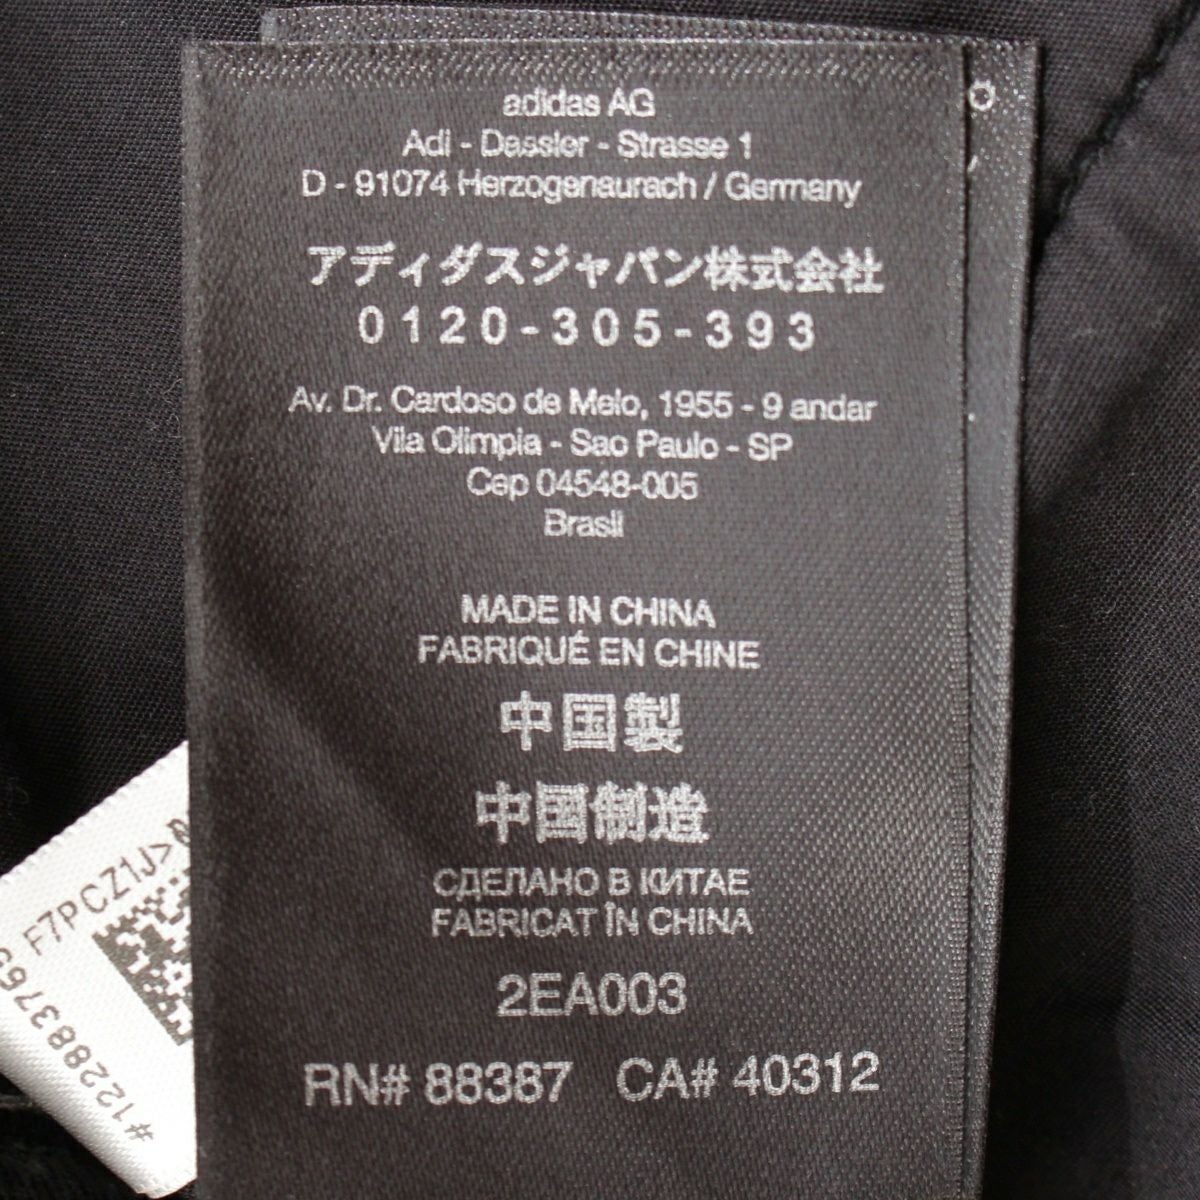 adidas AG
Adi - Dassler - Strasse 1
D - 91074 Herzogenaurach / Germany
アディダスジャパン株式会社
0120-305-393
Av. Dr. Cardoso de Melo, 1955 - 9 andar
Vila Olimpia - Sao Paulo - SP
Cep 04548-005
Brasil
MADE IN CHINA
FABRIQUÉ EN CHINE
中国製
中国制造
СДЕЛАНО В КИТАЕ
FABRICAT ÎN CHINA
2EA003
RN# 88387 CA# 40312
F7PCZ1J>